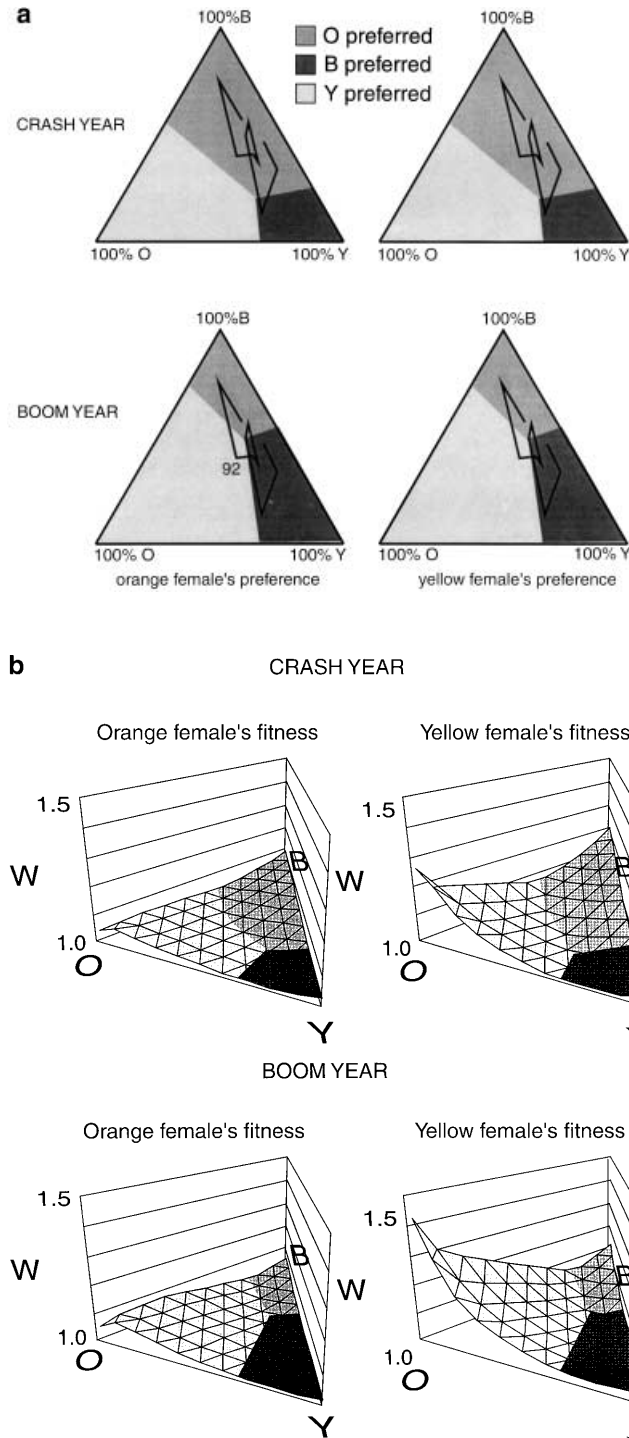 a
100%B
O preferred
B preferred
Y preferred
CRASH YEAR
100% O
100% Y
100%B
100% O
100% Y
100%B
BOOM YEAR
92
100% O
100% Y
orange female's preference
100%B
100% O
100% Y
yellow female's preference
b
CRASH YEAR
Orange female's fitness
1.5
W
1.0
O
B
Y
Yellow female's fitness
1.5
W
1.0
O
B
BOOM YEAR
Orange female's fitness
1.5
W
1.0
O
B
Y
Yellow female's fitness
1.5
W
1.0
O
B